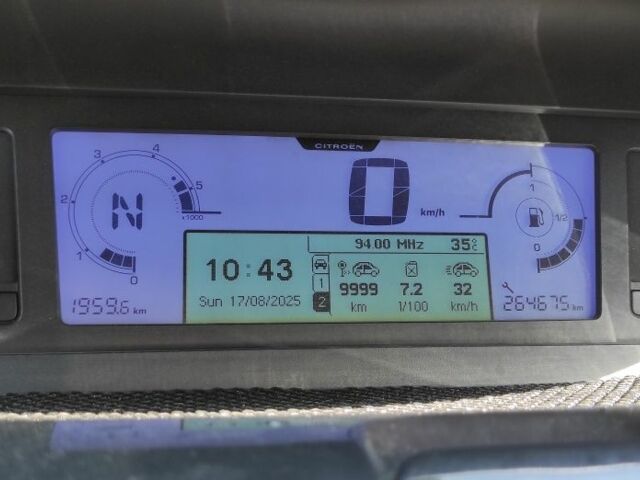 CITROËN
4
3
5
2
x1000
1
0
N
1959.6 km
0 km/h
94.00 MHz 35°C
10:43
Sun 17/08/2025
1
2
9999 7.2 32
km l/100 km/h
1
1/2
0
264675 km